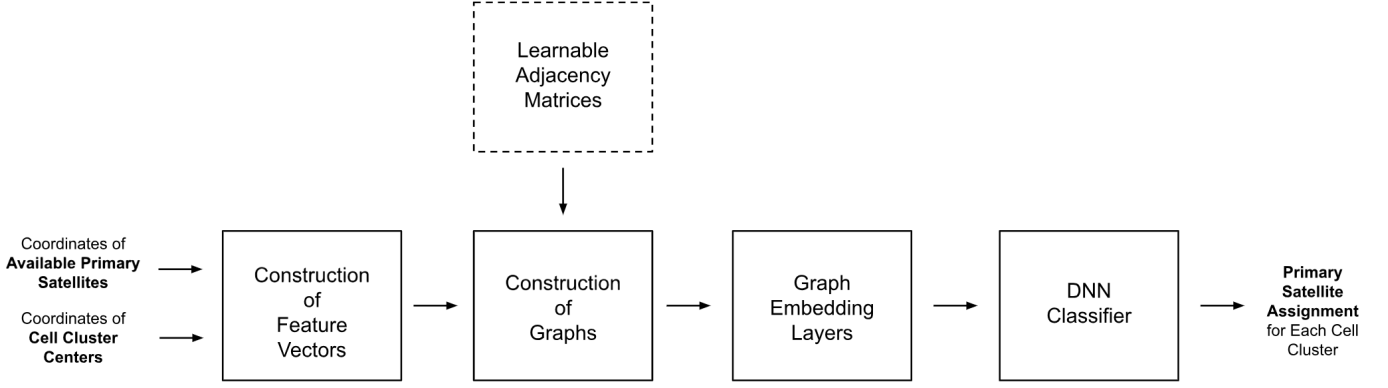 Learnable
Adjacency
Matrices
Coordinates of
Available Primary
Satellites
Coordinates of
Cell Cluster
Centers
Construction
of
Feature
Vectors
Construction
of
Graphs
Graph
Embedding
Layers
DNN
Classifier
Primary
Satellite
Assignment
for Each Cell
Cluster